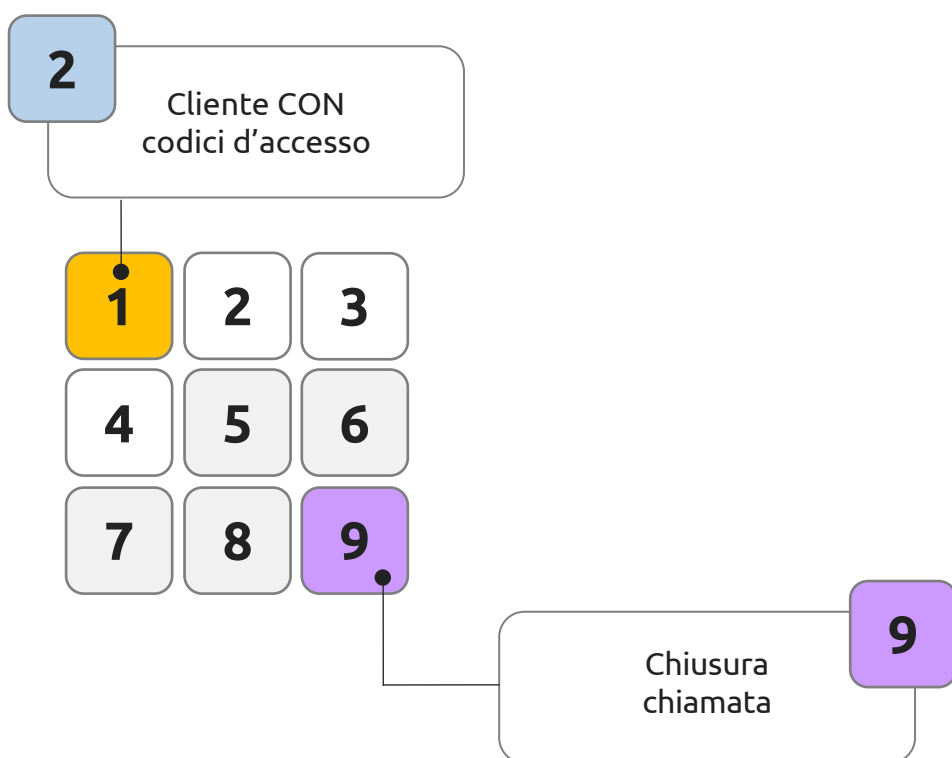 2
Cliente CON
codici d’accesso
1 2 3
4 5 6
7 8 9
9
Chiusura
chiamata